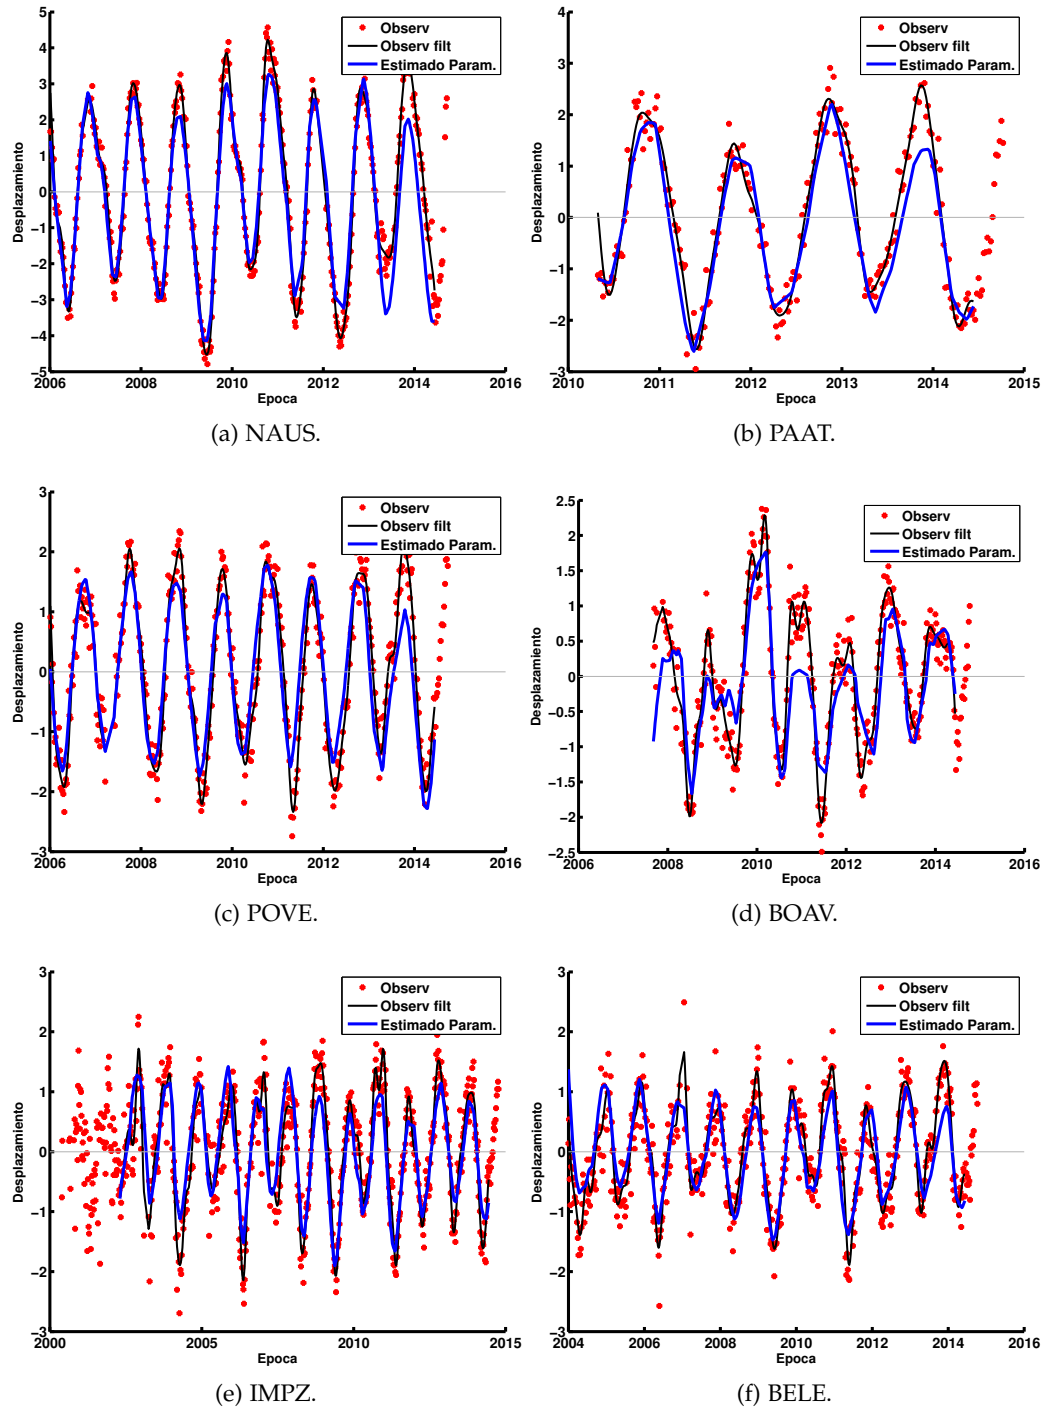 5
4
3
2
1
0
−1
−2
−3
−4
−5
Desplazamiento
2006 2008 2010 2012 2014 2016
Epoca
Observ
Observ filt
Estimado Param.
(a) NAUS.
4
3
2
1
0
−1
−2
−3
Desplazamiento
2010 2011 2012 2013 2014 2015
Epoca
Observ
Observ filt
Estimado Param.
(b) PAAT.
3
2
1
0
−1
−2
−3
Desplazamiento
2006 2008 2010 2012 2014 2016
Epoca
Observ
Observ filt
Estimado Param.
(c) POVE.
2.5
2
1.5
1
0.5
0
−0.5
−1
−1.5
−2
−2.5
Desplazamiento
2006 2008 2010 2012 2014 2016
Epoca
Observ
Observ filt
Estimado Param.
(d) BOAV.
3
2
1
0
−1
−2
−3
Desplazamiento
2000 2005 2010 2015
Epoca
Observ
Observ filt
Estimado Param.
(e) IMPZ.
3
2
1
0
−1
−2
−3
Desplazamiento
2004 2006 2008 2010 2012 2014 2016
Epoca
Observ
Observ filt
Estimado Param.
(f) BELE.